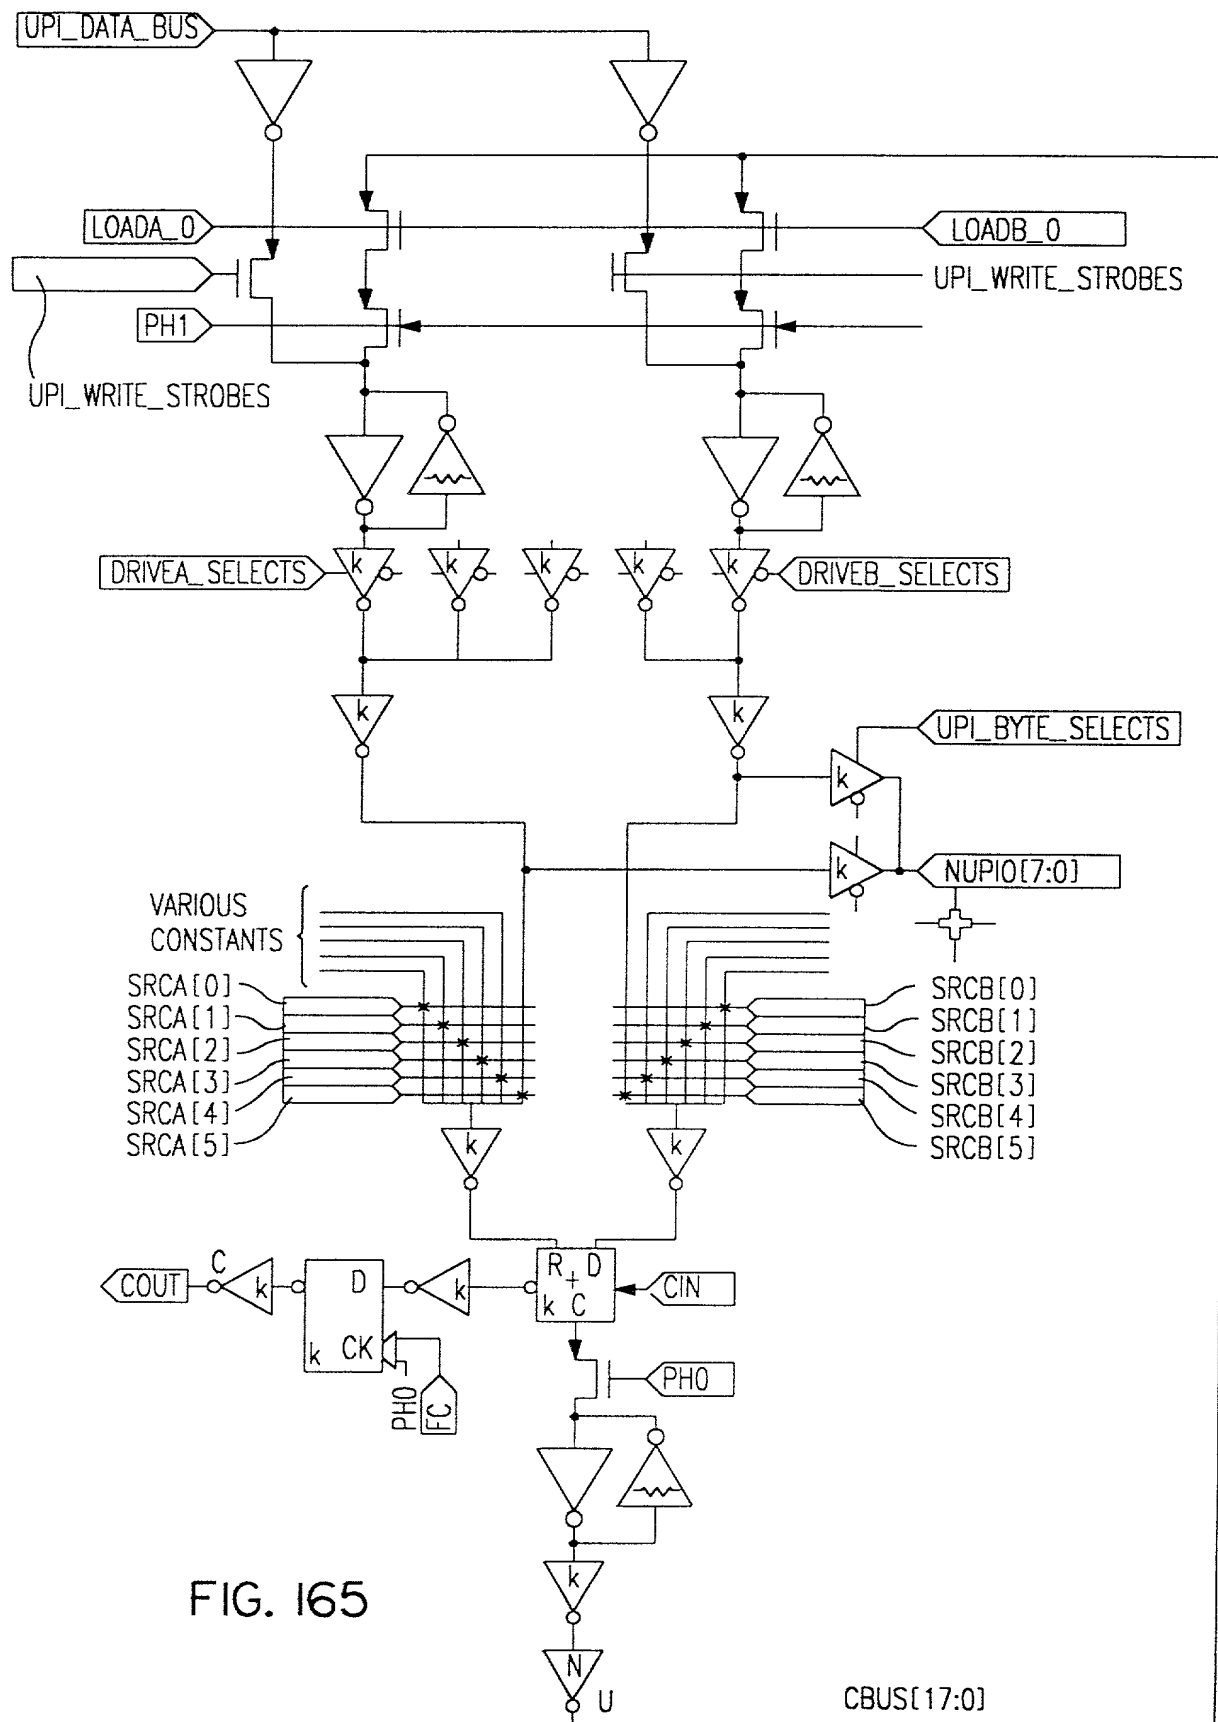 UPI_DATA_BUS
LOADA_0
LOADB_0
UPI_WRITE_STROBES
PH1
UPI_WRITE_STROBES
DRIVEA_SELECTS
k
k
k
k
k
DRIVEB_SELECTS
k
k
UPI_BYTE_SELECTS
k
k
NUPIO[7:0]
VARIOUS
CONSTANTS
SRCA[0]
SRCA[1]
SRCA[2]
SRCA[3]
SRCA[4]
SRCA[5]
SRCB[0]
SRCB[1]
SRCB[2]
SRCB[3]
SRCB[4]
SRCB[5]
k
k
COUT
C
k
D
k
CK
k
R + D
k C
CIN
PH0
FC
PH0
k
N
U
FIG. 165
CBUS[17:0]